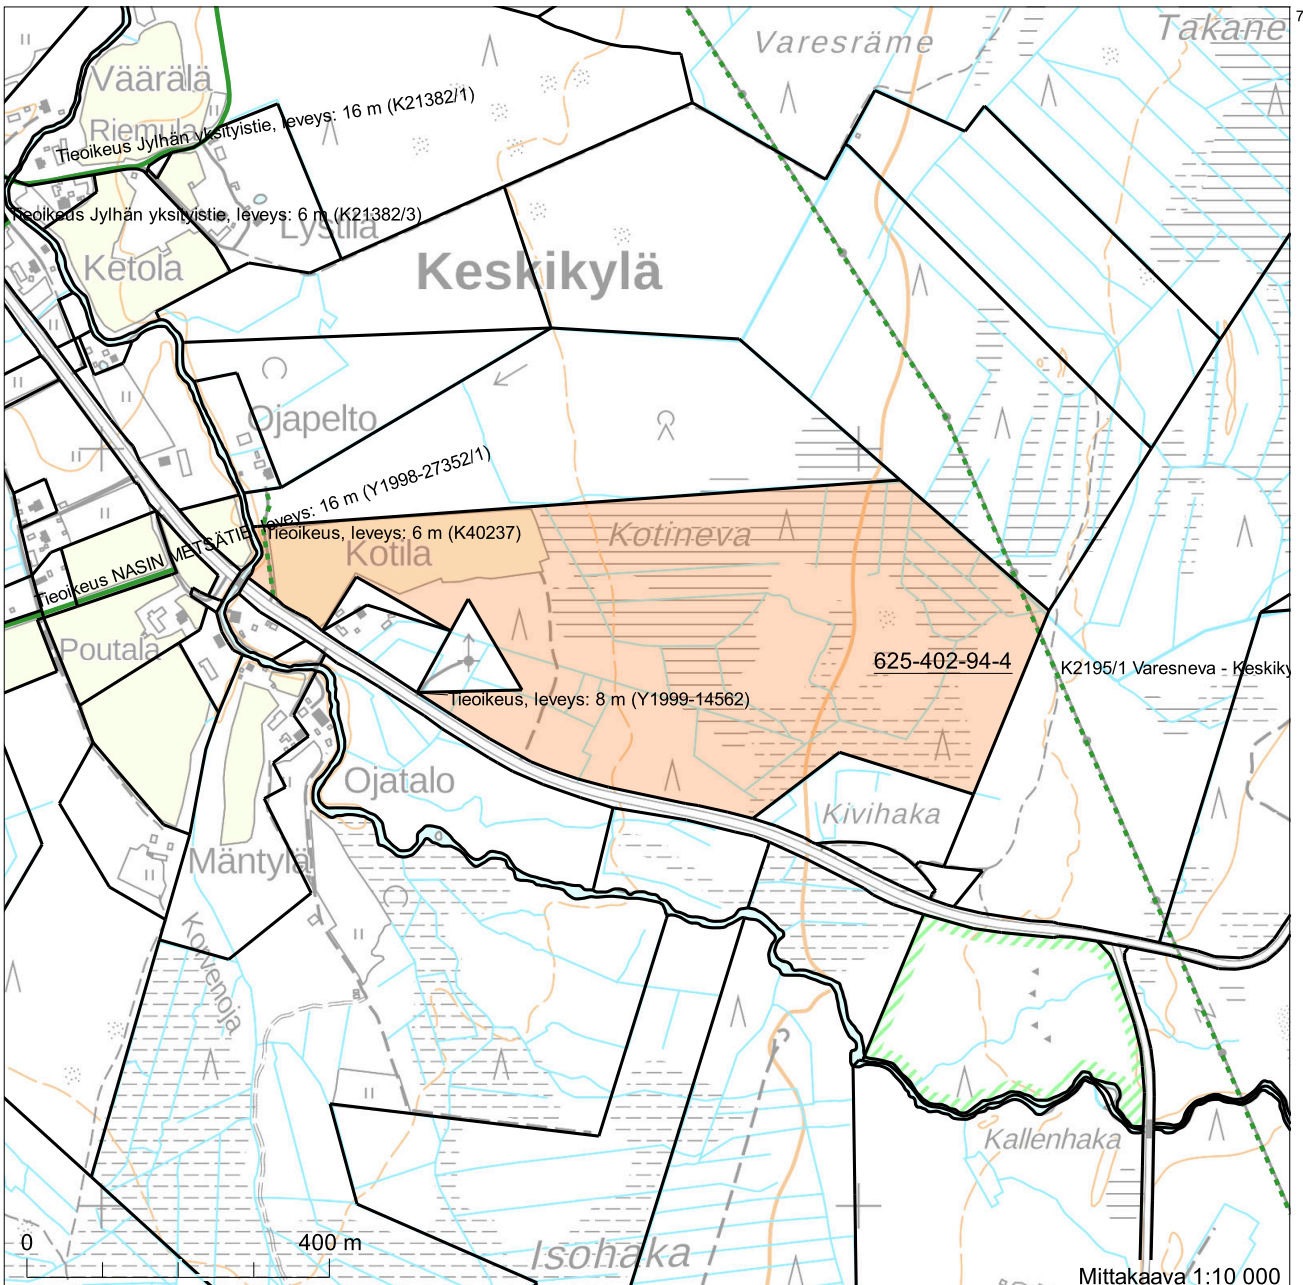 7
Takane
Varesräme
Väärälä
Riemula
Tieoikeus Jylhän yksityistie, leveys: 16 m (K21382/1)
Tieoikeus Jylhän yksityistie, leveys: 6 m (K21382/3)
Lystilä
Ketola
Keskikylä
Ojapelto
Tieoikeus NASIN METSÄTIE, leveys: 16 m (Y1998-27352/1)
Tieoikeus, leveys: 6 m (K40237)
Kotila
Kotineva
Poutala
625-402-94-4
K2195/1 Varesneva - Keskiky
Tieoikeus, leveys: 8 m (Y1999-14562)
Ojatalo
Kivihaka
Mäntylä
Korvenoja
Kallenhaka
0
400 m
Isohaka
Mittakaava 1:10 000